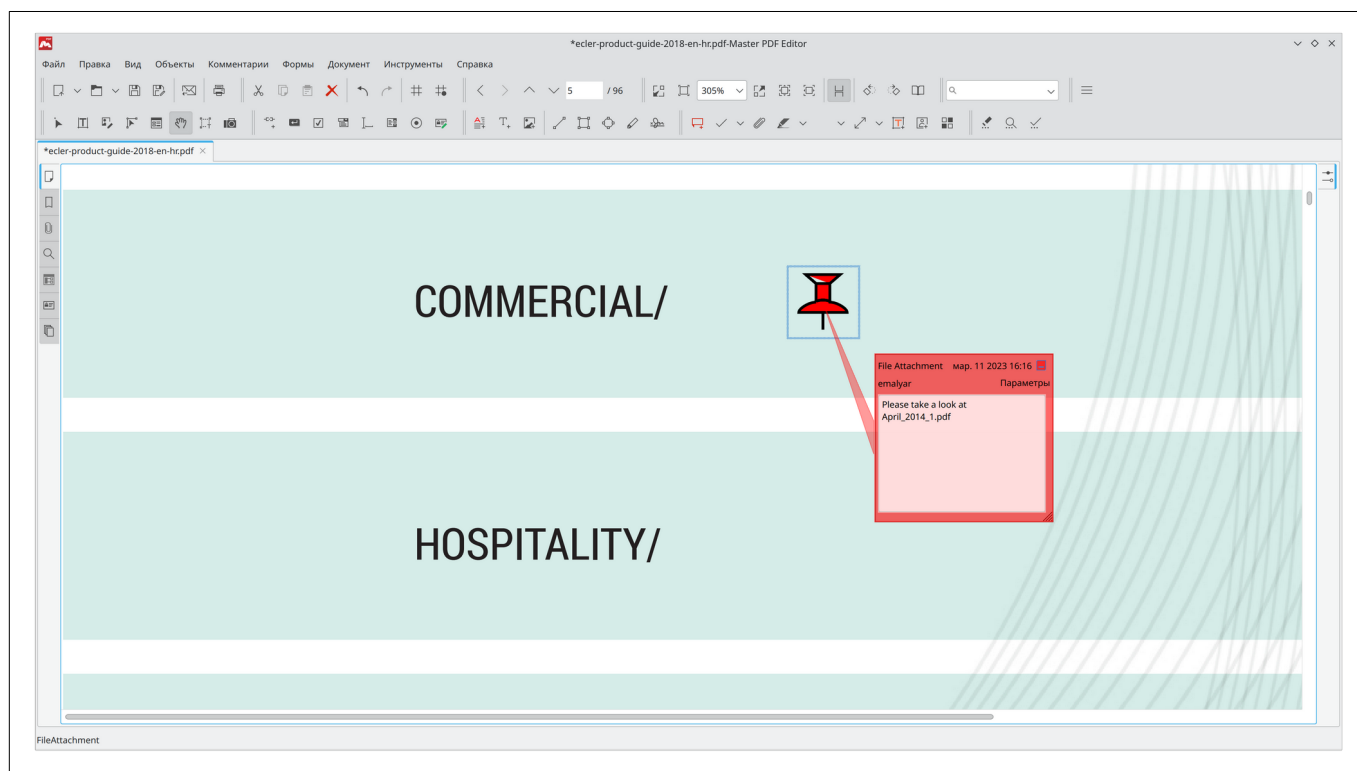 *ecler-product-guide-2018-en-hr.pdf-Master PDF Editor
Файл Правка Вид Объекты Комментарии Формы Документ Инструменты Справка
5 / 96 305%
*ecler-product-guide-2018-en-hr.pdf
COMMERCIAL/
File Attachment мар. 11 2023 16:16
emalyar Параметры
Please take a look at
April_2014_1.pdf
HOSPITALITY/
FileAttachment